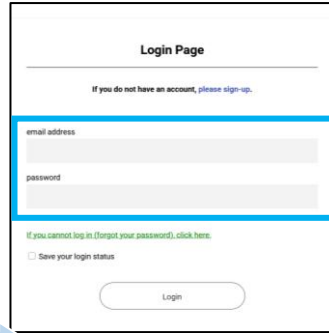 Login Page
If you do not have an account, please sign-up.
email address
password
If you cannot log in (forgot your password), click here.
Save your login status
Login